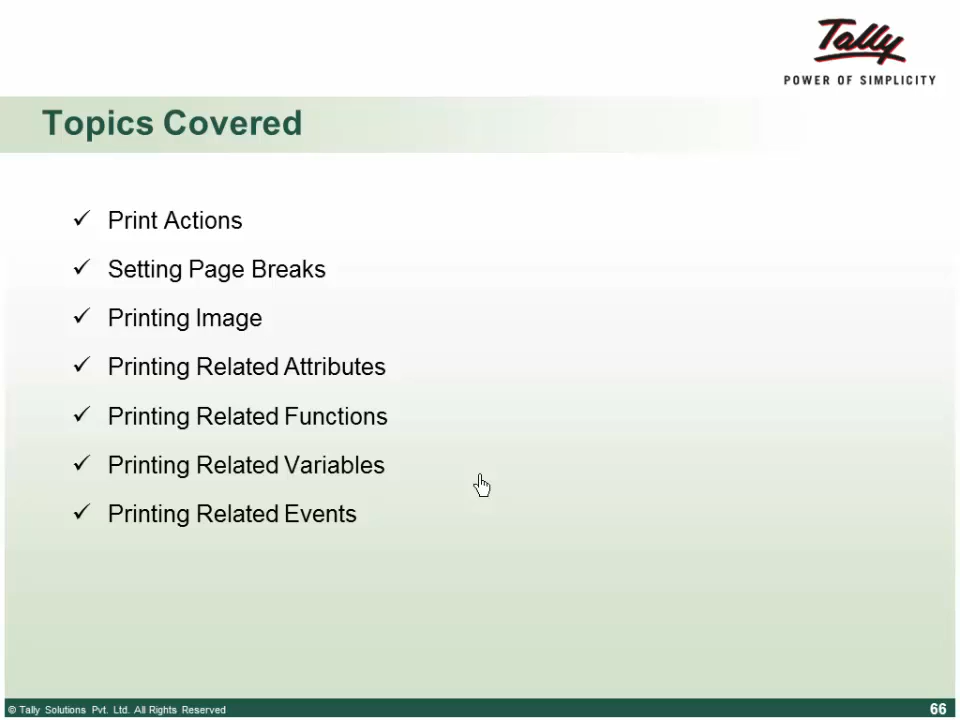 Tally
POWER OF SIMPLICITY
Topics Covered
Print Actions
Setting Page Breaks
Printing Image
Printing Related Attributes
Printing Related Functions
Printing Related Variables
Printing Related Events
© Tally Solutions Pvt. Ltd. All Rights Reserved
66